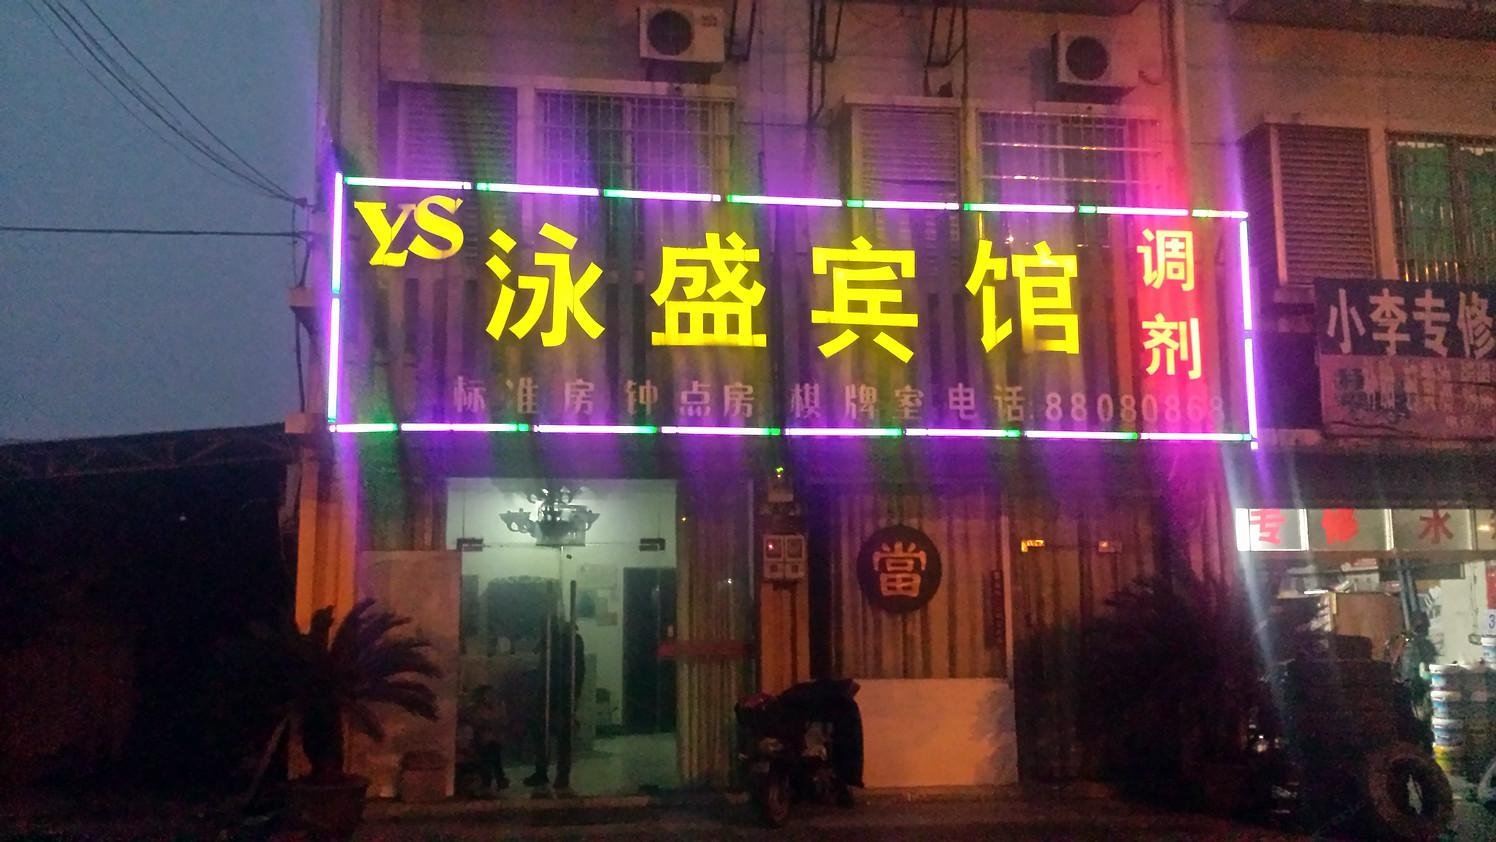 YS
泳盛宾馆
调剂
标准房 钟点房 棋牌室 电话 88080868
小李专修
當
专修 水